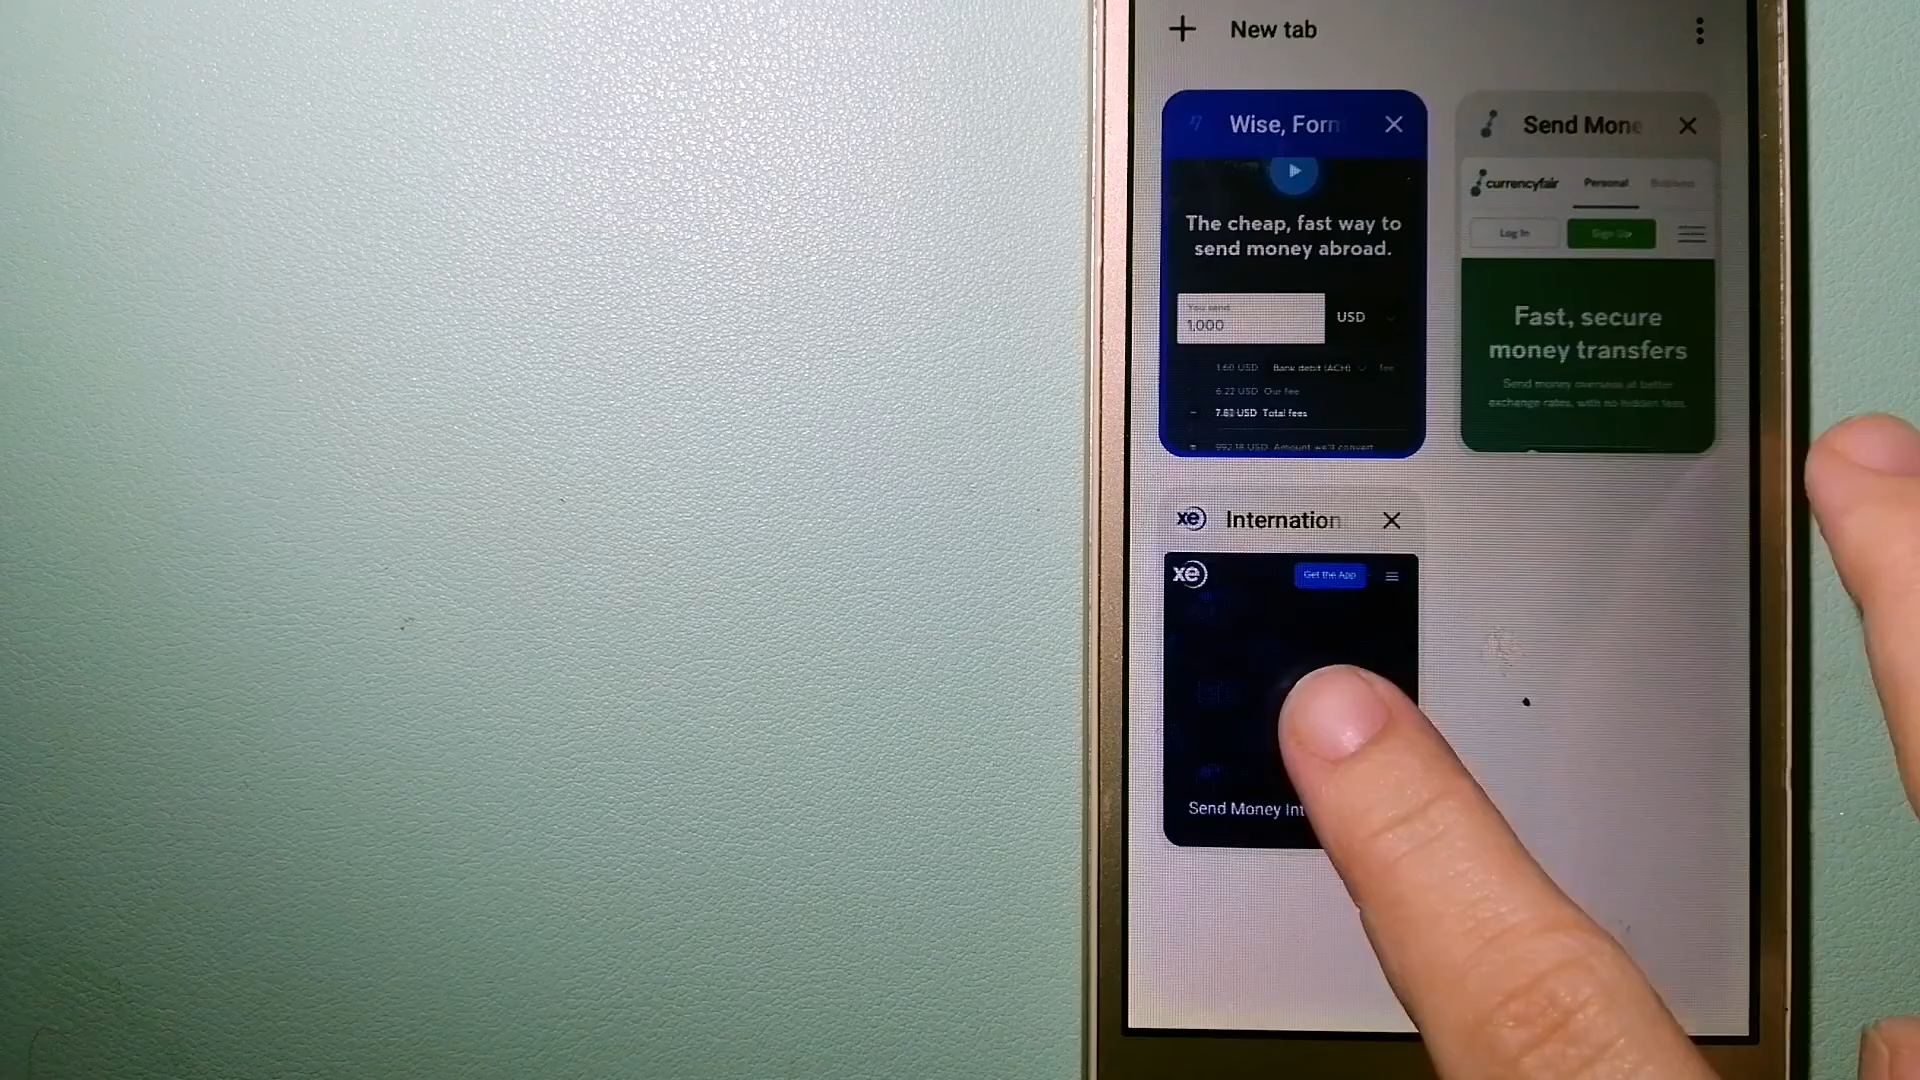 New tab
Wise, Form
The cheap, fast way to
send money abroad.
You send
1,000
USD
1.60 USD Bank debit (ACH) fee
6.22 USD Our fee
7.82 USD Total fees
992.18 USD Amount we'll convert
Send Mone
currencyfair Personal Business
Log In Sign Up
Fast, secure
money transfers
Send money overseas at better
exchange rates, with no hidden fees.
xe Internation
xe Get the App
Send Money Int